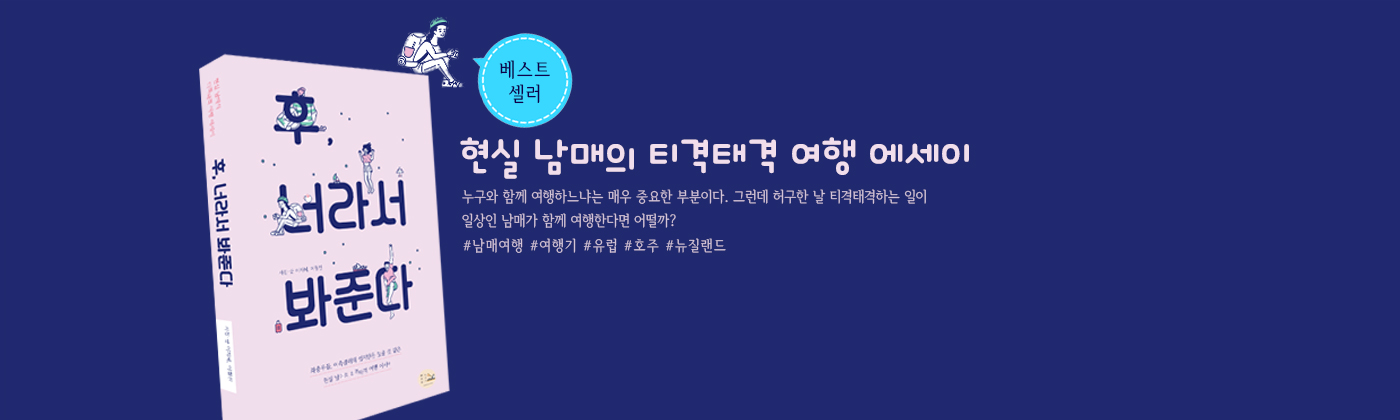 후,
너라서
봐준다
후, 너라서 봐준다
베스트
셀러
현실 남매의 티격태격 여행 에세이
누구와 함께 여행하느냐는 매우 중요한 부분이다. 그런데 허구한 날 티격태격하는 일이
일상인 남매가 함께 여행한다면 어떨까?
#남매여행 #여행기 #유럽 #호주 #뉴질랜드